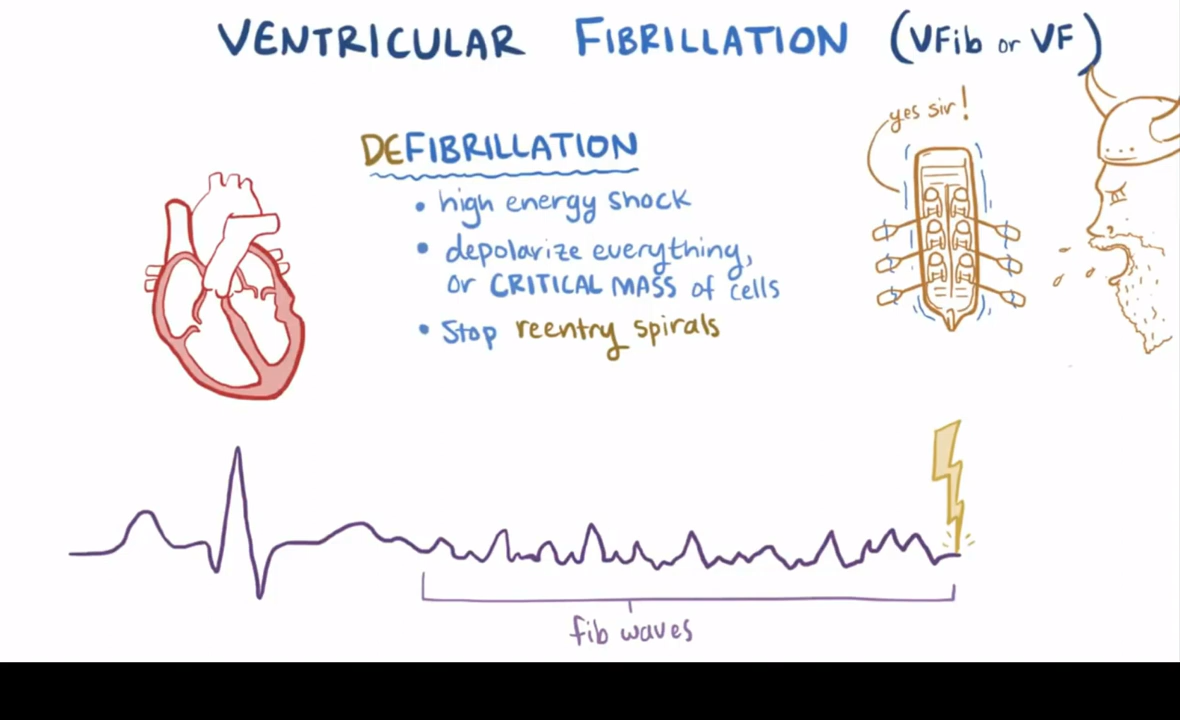 VENTRICULAR FIBRILLATION (VFib or VF)
yes sir!
DEFIBRILLATION
• high energy shock
• depolarize everything,
or CRITICAL MASS of cells
• Stop reentry spirals
fib waves